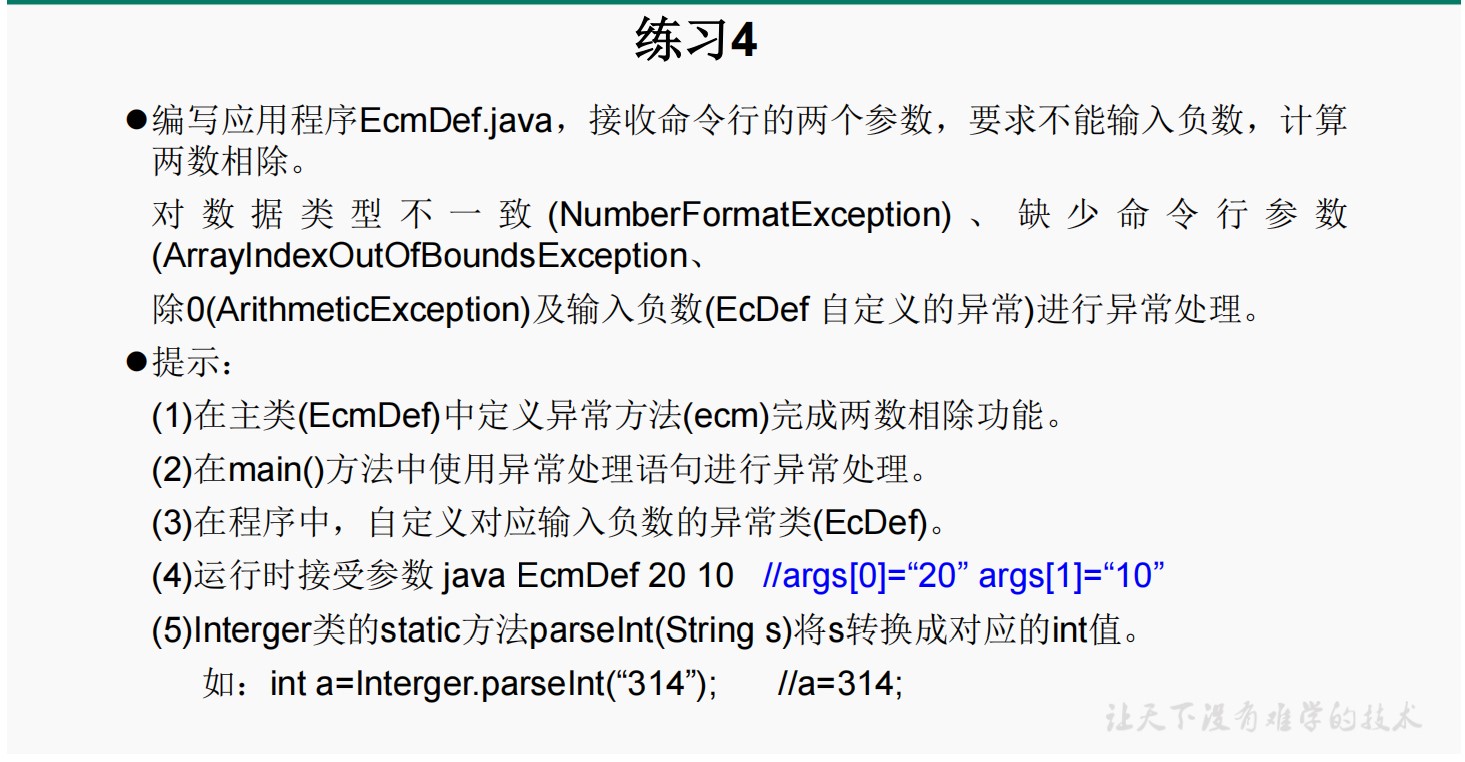 练习4
●编写应用程序EcmDef.java，接收命令行的两个参数，要求不能输入负数，计算
两数相除。
对数据类型不一致(NumberFormatException)、缺少命令行参数
(ArrayIndexOutOfBoundsException、
除0(ArithmeticException)及输入负数(EcDef 自定义的异常)进行异常处理。
●提示：
(1)在主类(EcmDef)中定义异常方法(ecm)完成两数相除功能。
(2)在main()方法中使用异常处理语句进行异常处理。
(3)在程序中，自定义对应输入负数的异常类(EcDef)。
(4)运行时接受参数 java EcmDef 20 10 //args[0]=“20” args[1]=“10”
(5)Interger类的static方法parseInt(String s)将s转换成对应的int值。
如：int a=Interger.parseInt(“314”); //a=314;
让天下没有难学的技术